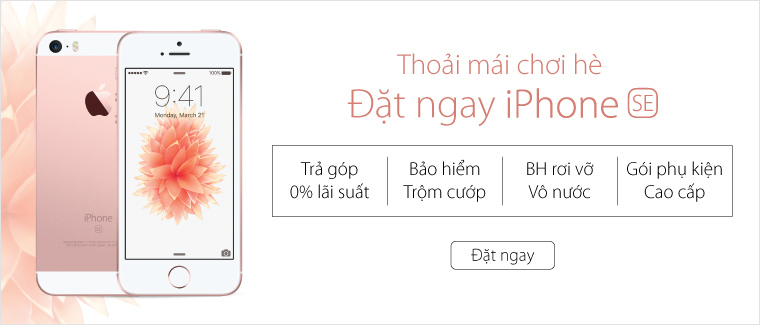 100%
9:41
Monday, March 21
iPhone
SE
Thoải mái chơi hè
Đặt ngay iPhone SE
Trả góp
0% lãi suất
Bảo hiểm
Trộm cướp
BH rơi vỡ
Vô nước
Gói phụ kiện
Cao cấp
Đặt ngay